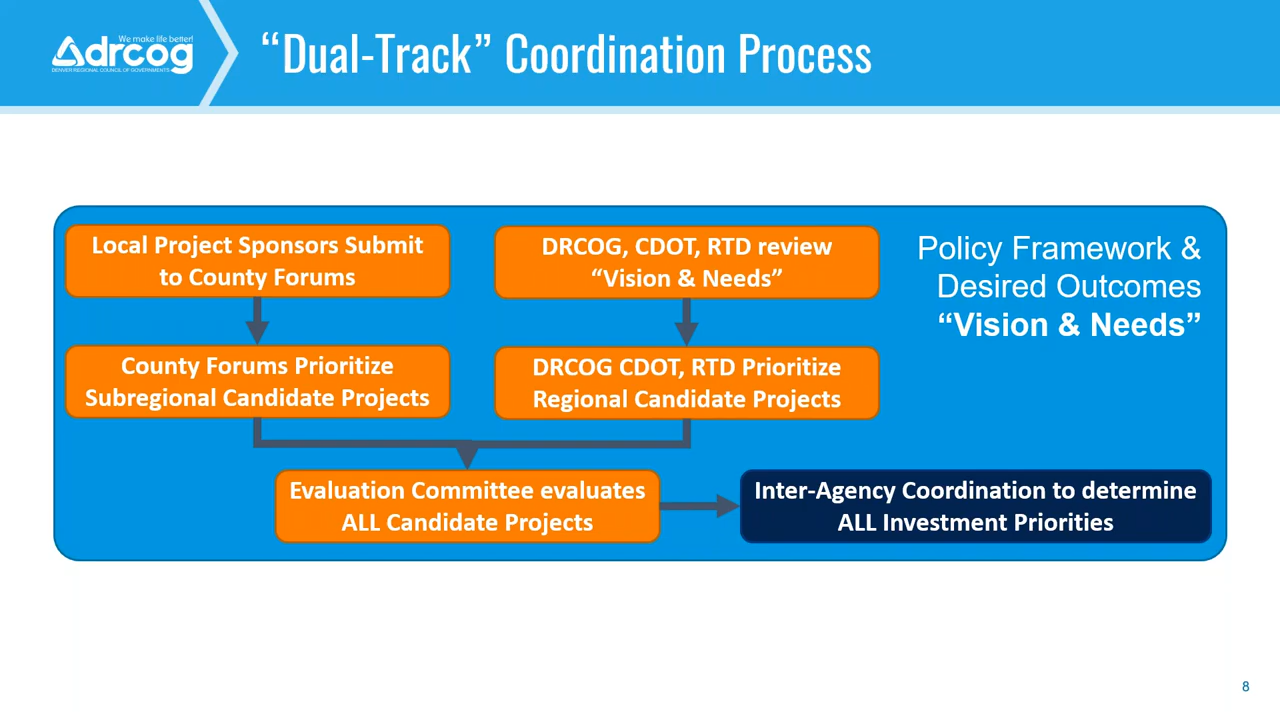 We make life better!
drcog
DENVER REGIONAL COUNCIL OF GOVERNMENTS
“Dual-Track” Coordination Process
Local Project Sponsors Submit
to County Forums
DRCOG, CDOT, RTD review
“Vision & Needs”
Policy Framework &
Desired Outcomes
“Vision & Needs”
County Forums Prioritize
Subregional Candidate Projects
DRCOG CDOT, RTD Prioritize
Regional Candidate Projects
Evaluation Committee evaluates
ALL Candidate Projects
Inter-Agency Coordination to determine
ALL Investment Priorities
8